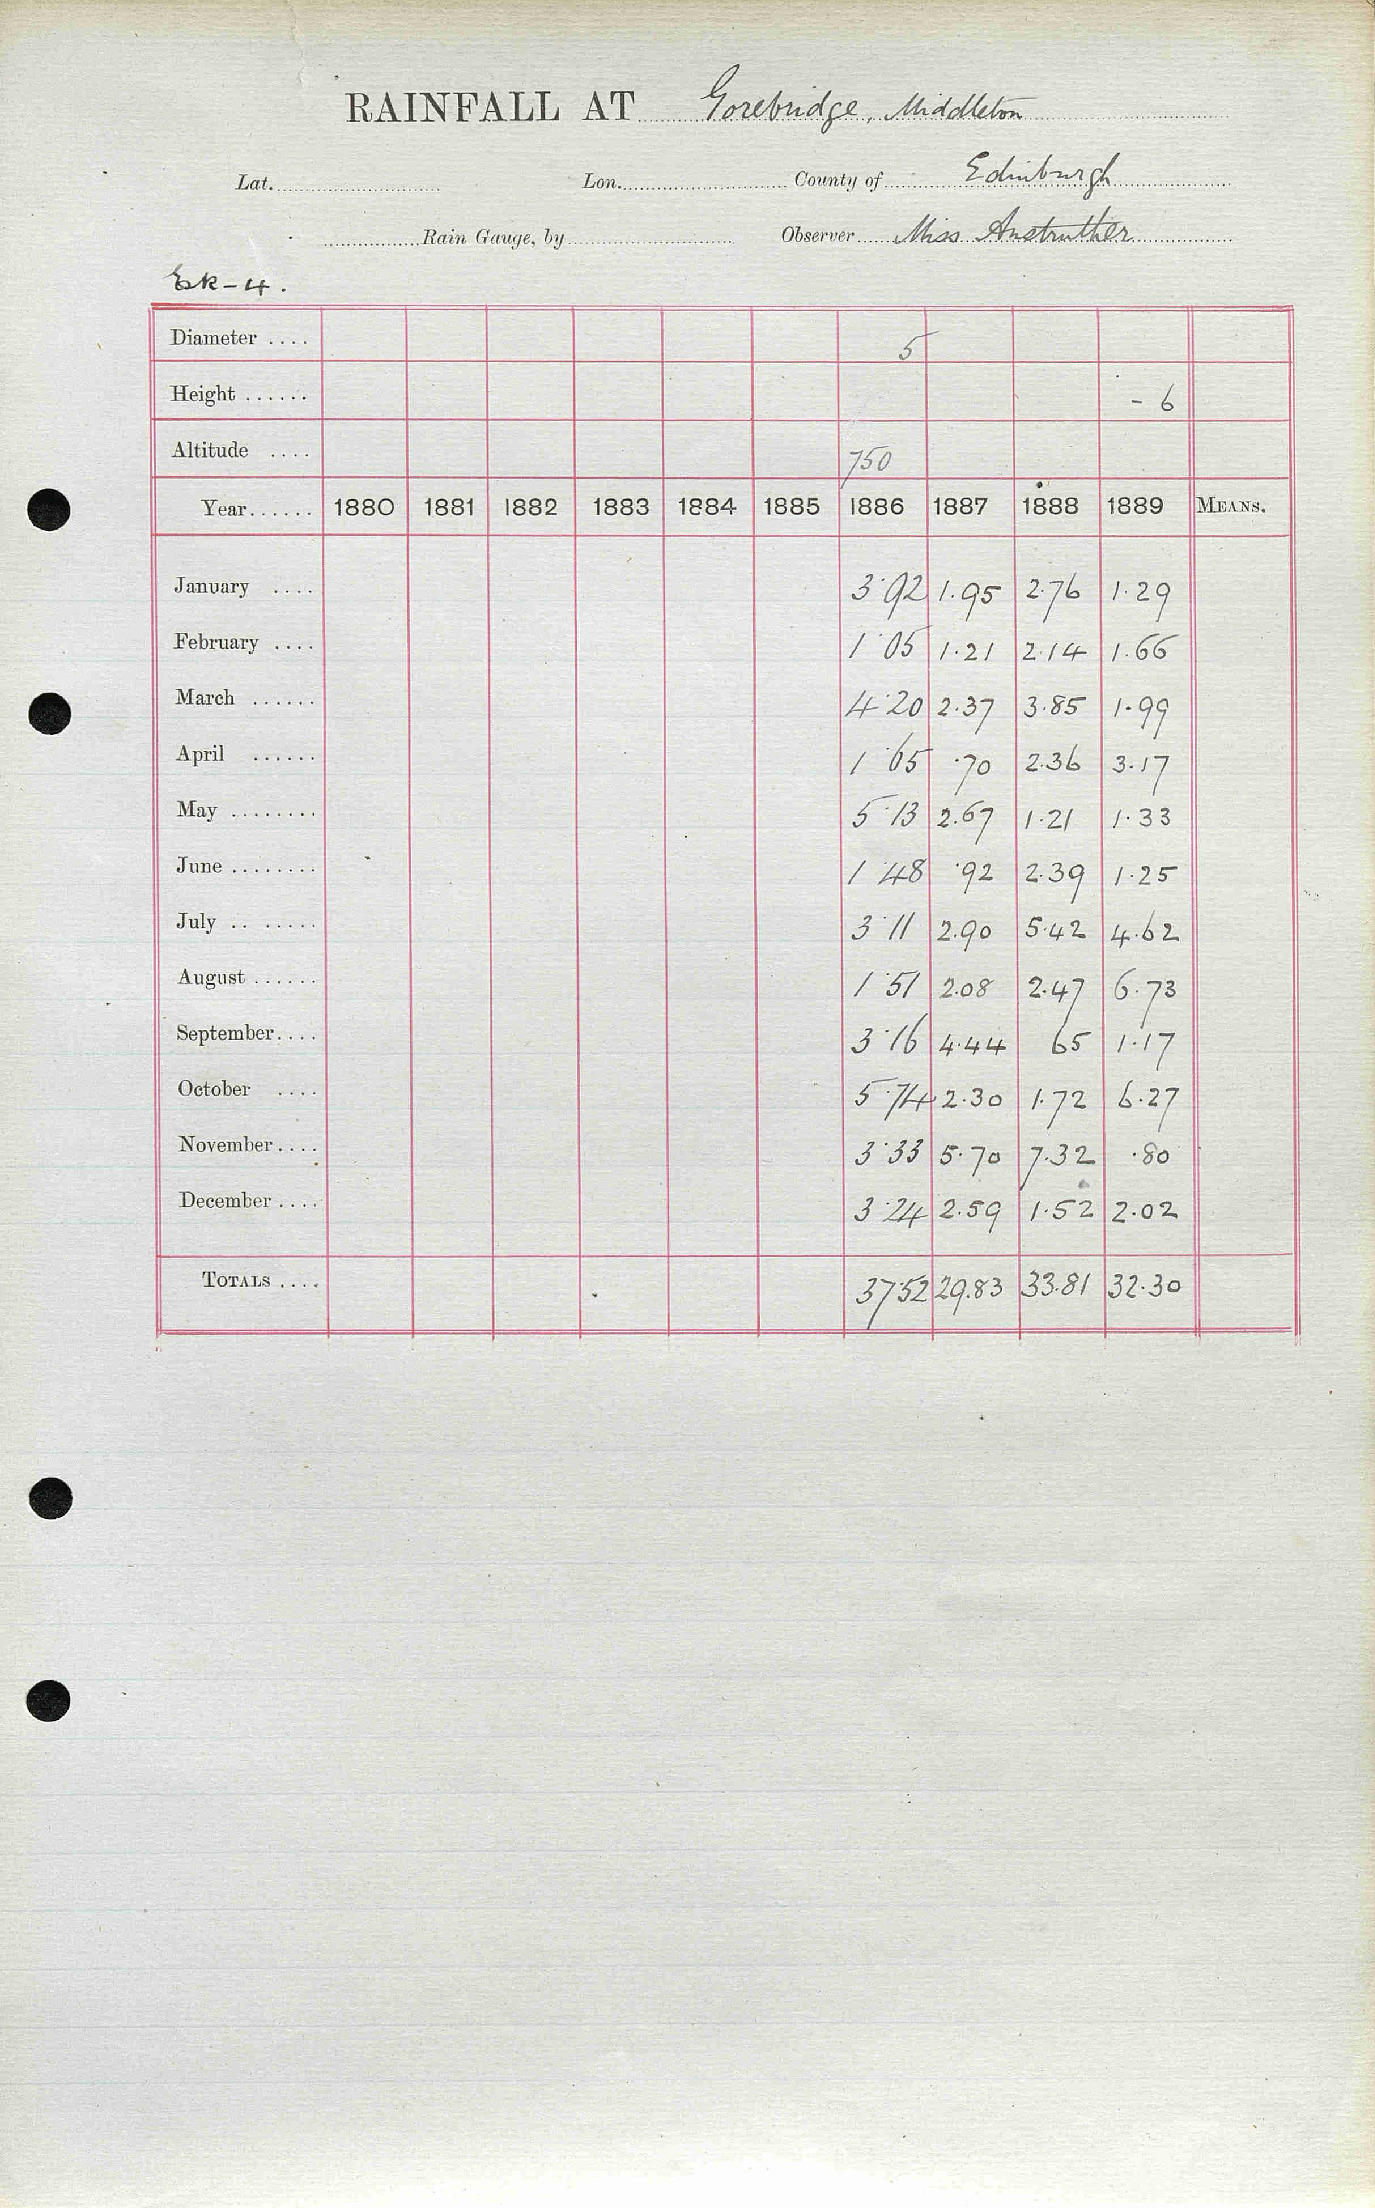 RAINFALL AT Gorebridge, Middleton
Lat. Lon. County of Edinburgh
Rain Gauge, by Observer Miss Anstruther
Ek-4.
Diameter .... 5
Height ...... - 6
Altitude .... 750
Year...... 1880 1881 1882 1883 1884 1885 1886 1887 1888 1889 MEANS.
January .... 3·92 1.95 2.76 1.29
February .... 1·05 1.21 2.14 1.66
March ...... 4·20 2.37 3.85 1.99
April ...... 1·65 .70 2.36 3.17
May ........ 5·13 2.67 1.21 1.33
June ........ 1·48 .92 2.39 1.25
July .. ...... 3·11 2.90 5.42 4.62
August ...... 1·51 2.08 2.47 6.73
September.... 3·16 4.44 65 1.17
October .... 5·74 2.30 1.72 6.27
November.... 3·33 5.70 7.32 .80
December.... 3·24 2.59 1.52 2.02
TOTALS .... 37·52 29.83 33.81 32.30